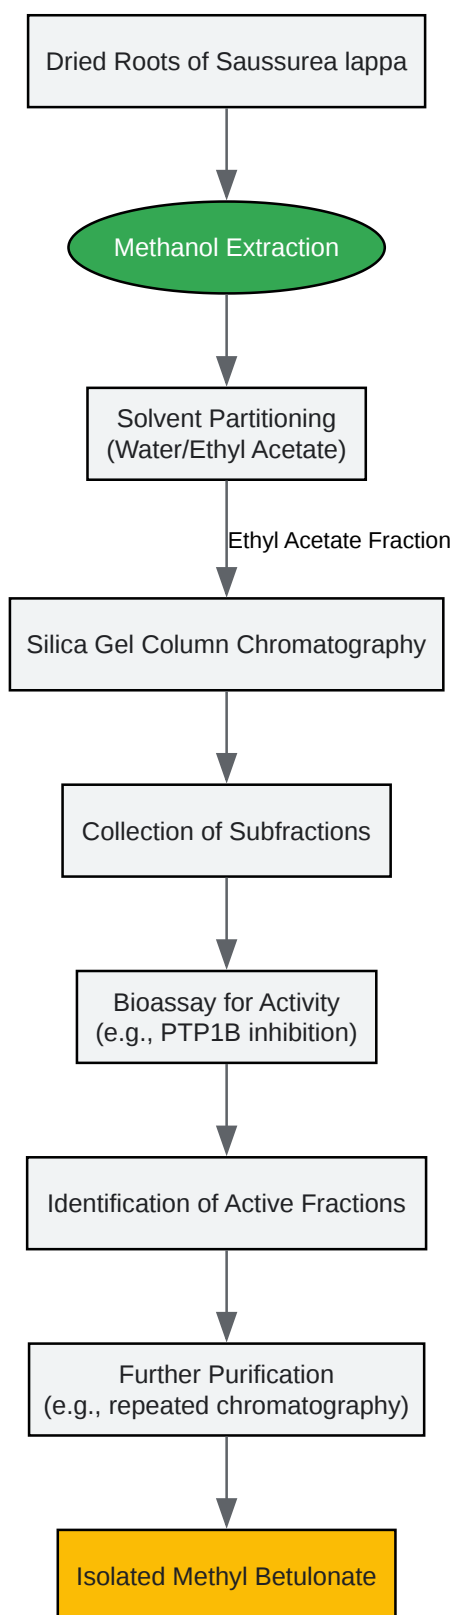 Dried Roots of Saussurea lappa
Methanol Extraction
Solvent Partitioning
(Water/Ethyl Acetate)
Ethyl Acetate Fraction
Silica Gel Column Chromatography
Collection of Subfractions
Bioassay for Activity
(e.g., PTP1B inhibition)
Identification of Active Fractions
Further Purification
(e.g., repeated chromatography)
Isolated Methyl Betulonate